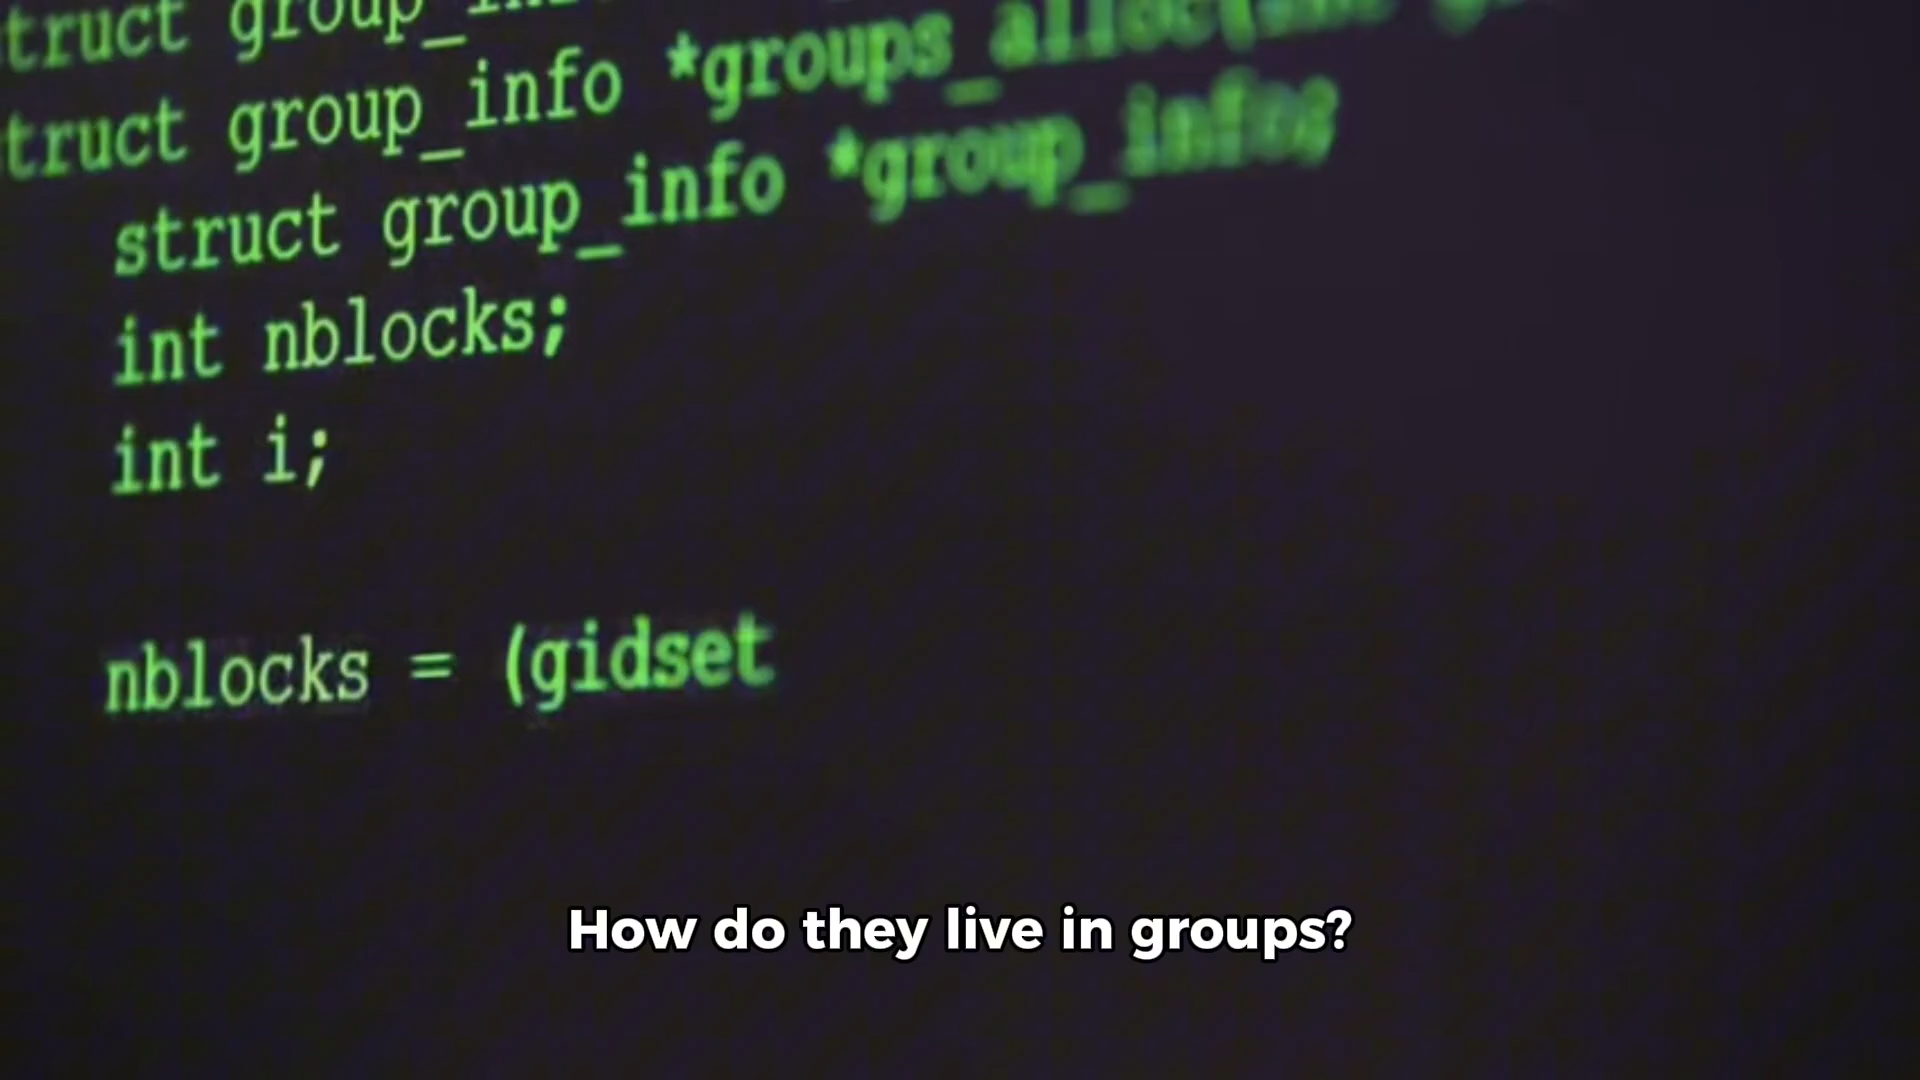 truct group_info
truct group_info *groups_alloc(int
struct group_info *group_info;
int nblocks;
int i;
nblocks = (gidset
How do they live in groups?